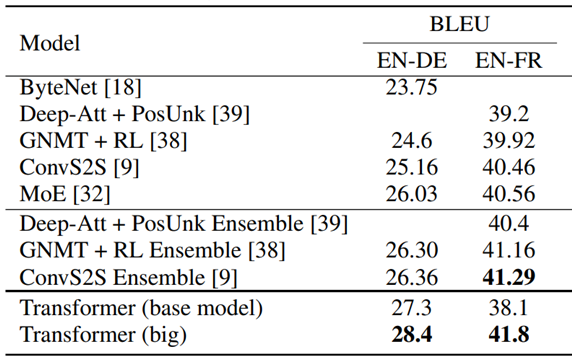 BLEU
Model
EN-DE EN-FR
ByteNet [18] 23.75
Deep-Att + PosUnk [39] 39.2
GNMT + RL [38] 24.6 39.92
ConvS2S [9] 25.16 40.46
MoE [32] 26.03 40.56
Deep-Att + PosUnk Ensemble [39] 40.4
GNMT + RL Ensemble [38] 26.30 41.16
ConvS2S Ensemble [9] 26.36 41.29
Transformer (base model) 27.3 38.1
Transformer (big) 28.4 41.8